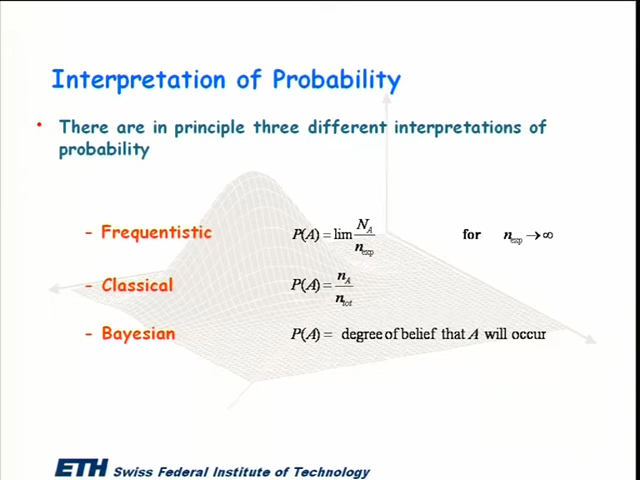 Interpretation of Probability
• There are in principle three different interpretations of
probability
- Frequentistic P(A) = lim N_A / n_exp for n_exp → ∞
- Classical P(A) = n_A / n_tot
- Bayesian P(A) = degree of belief that A will occur
ETH Swiss Federal Institute of Technology